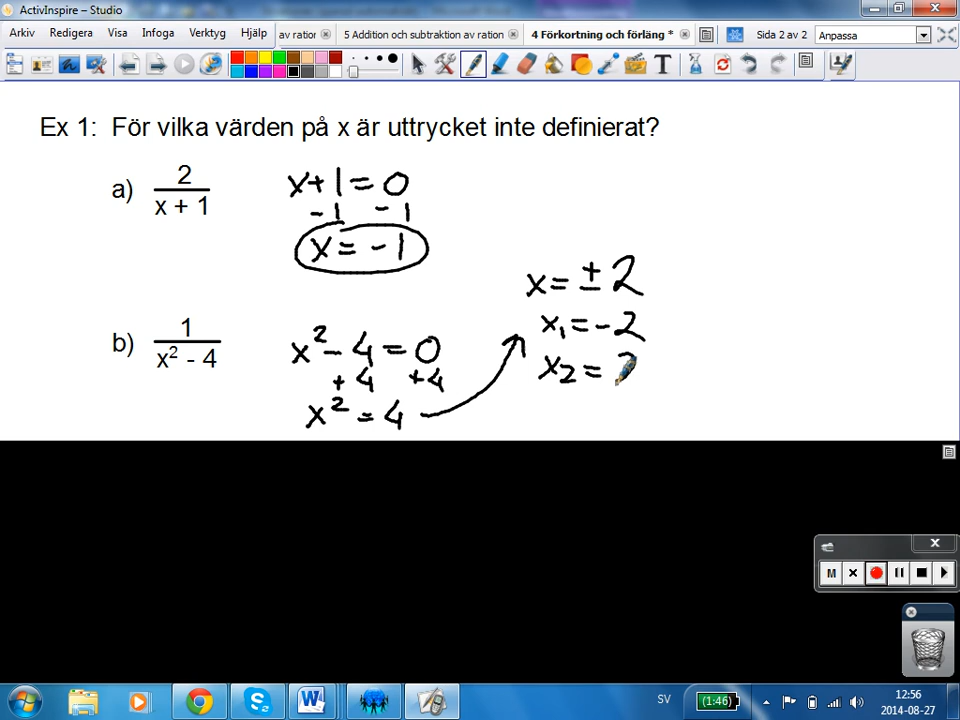 ActivInspire – Studio
Arkiv Redigera Visa Infoga Verktyg Hjälp
av ration 5 Addition och subtraktion av ration 4 Förkortning och förläng * Sida 2 av 2 Anpassa
Ex 1: För vilka värden på x är uttrycket inte definierat?
a) 2 / x + 1
x+1=0
-1 -1
x = -1
b) 1 / x² - 4
x² - 4 = 0
+4 +4
x² = 4
x = ± 2
x₁ = -2
x₂ = 2
M
SV (1:46) 12:56
2014-08-27